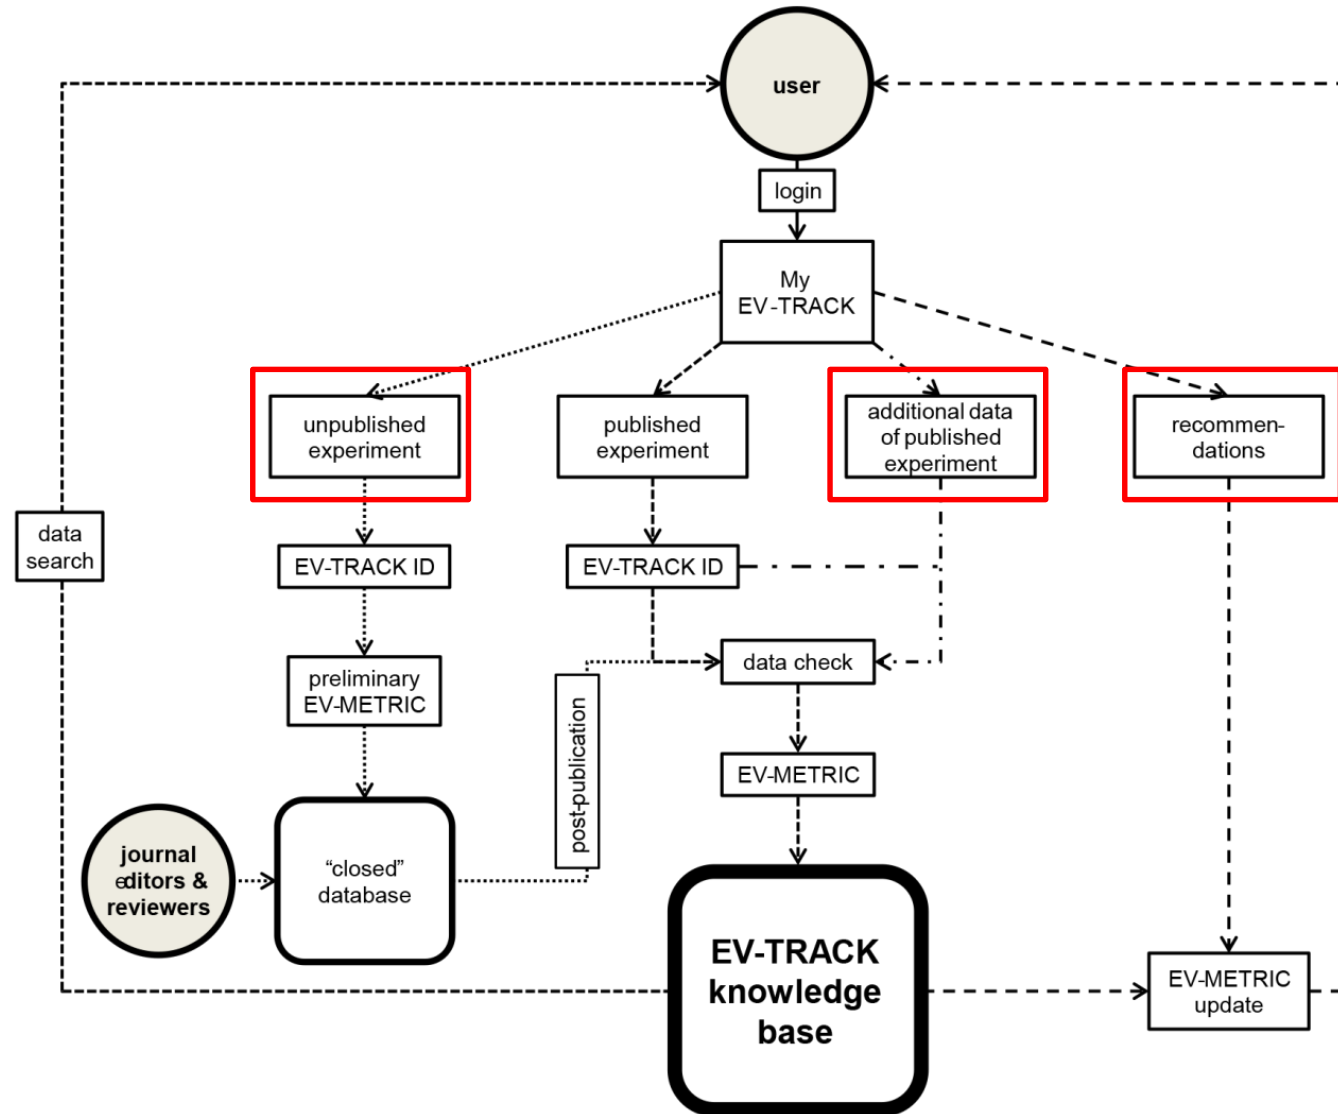 user
login
My
EV-TRACK
unpublished
experiment
published
experiment
additional data
of published
experiment
recommen-
dations
data
search
EV-TRACK ID
EV-TRACK ID
preliminary
EV-METRIC
data check
post-publication
EV-METRIC
journal
editors &
reviewers
“closed”
database
EV-TRACK
knowledge
base
EV-METRIC
update